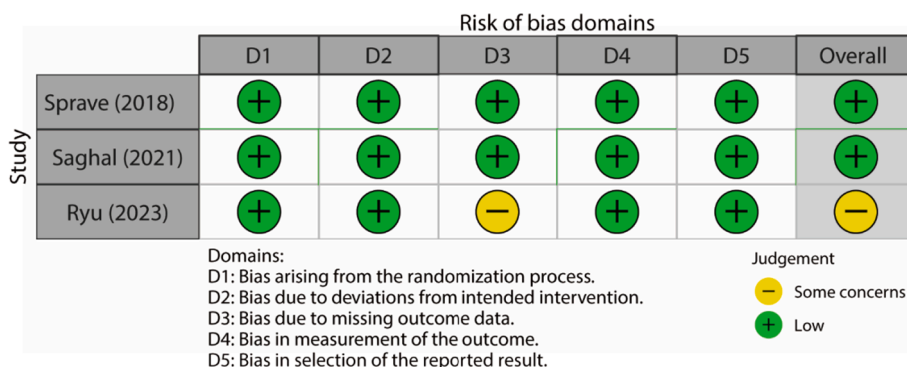 Risk of bias domains
D1 D2 D3 D4 D5 Overall
Study
Sprave (2018) + + + + + +
Saghal (2021) + + + + + +
Ryu (2023) + + − + + −
Domains:
D1: Bias arising from the randomization process.
D2: Bias due to deviations from intended intervention.
D3: Bias due to missing outcome data.
D4: Bias in measurement of the outcome.
D5: Bias in selection of the reported result.
Judgement
− Some concerns
+ Low